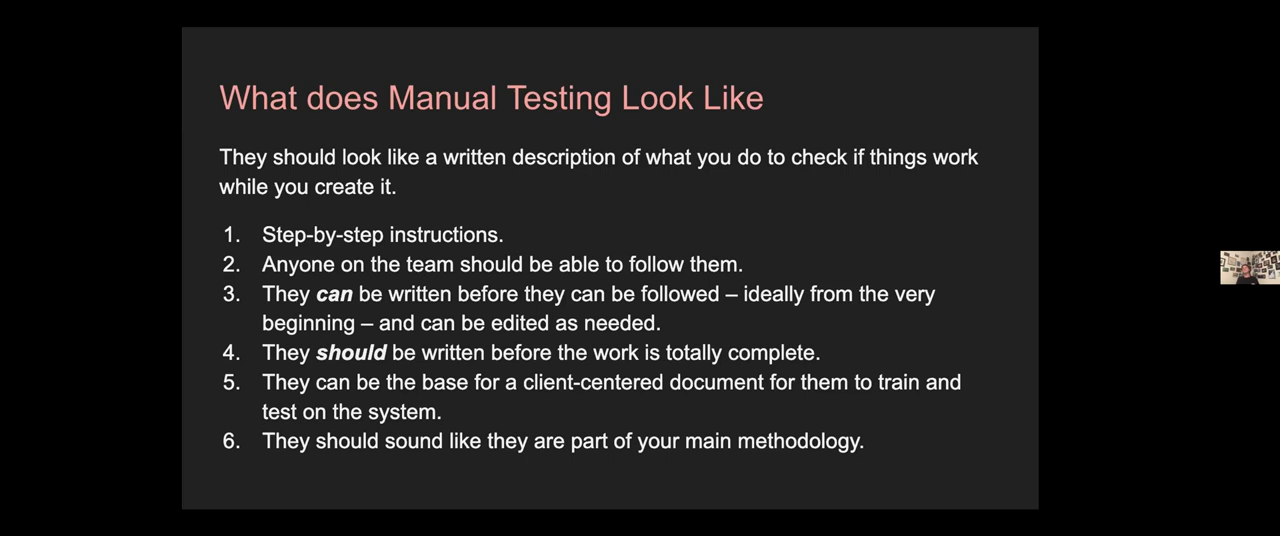 What does Manual Testing Look Like
They should look like a written description of what you do to check if things work
while you create it.
1. Step-by-step instructions.
2. Anyone on the team should be able to follow them.
3. They can be written before they can be followed – ideally from the very
beginning – and can be edited as needed.
4. They should be written before the work is totally complete.
5. They can be the base for a client-centered document for them to train and
test on the system.
6. They should sound like they are part of your main methodology.